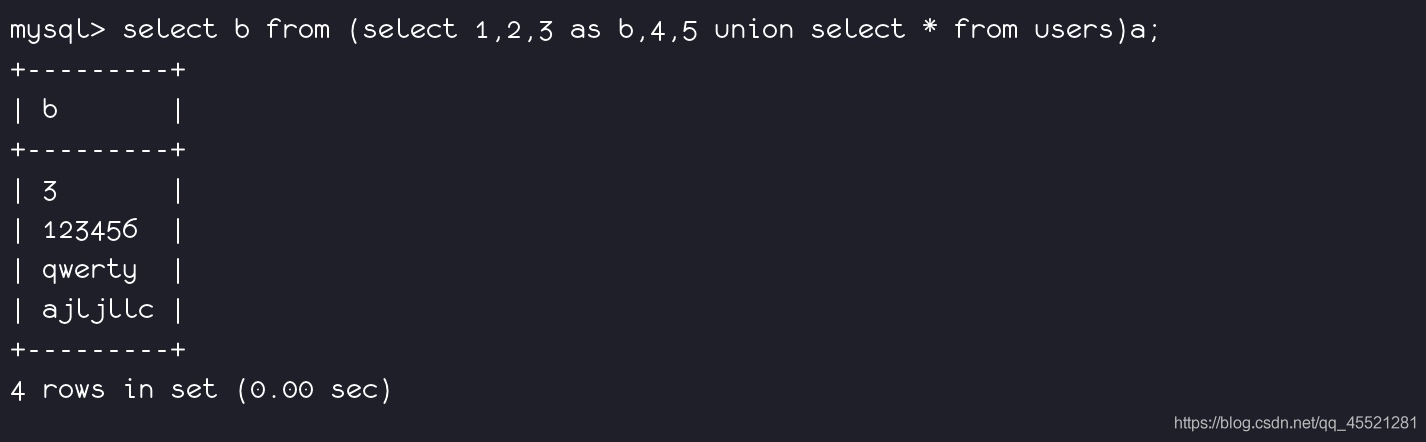 mysql> select b from (select 1,2,3 as b,4,5 union select * from users)a;
+---------+
| b       |
+---------+
| 3       |
| 123456  |
| qwerty  |
| ajljllc |
+---------+
4 rows in set (0.00 sec)
https://blog.csdn.net/qq_45521281